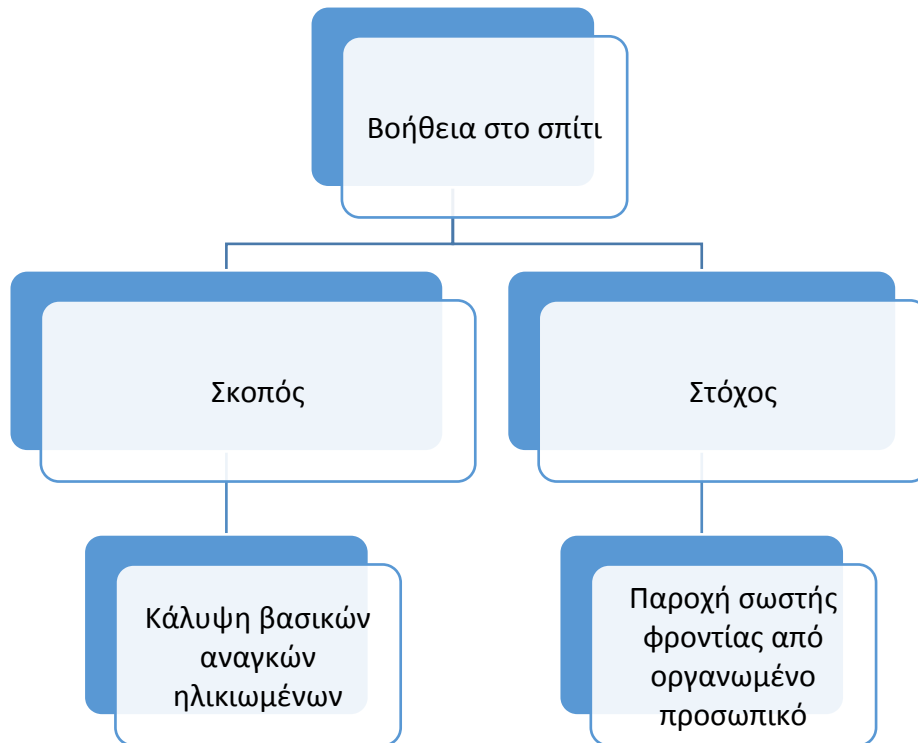 Βοήθεια στο σπίτι
Σκοπός
Στόχος
Κάλυψη βασικών
αναγκών
ηλικιωμένων
Παροχή σωστής
φροντίας από
οργανωμένο
προσωπικό